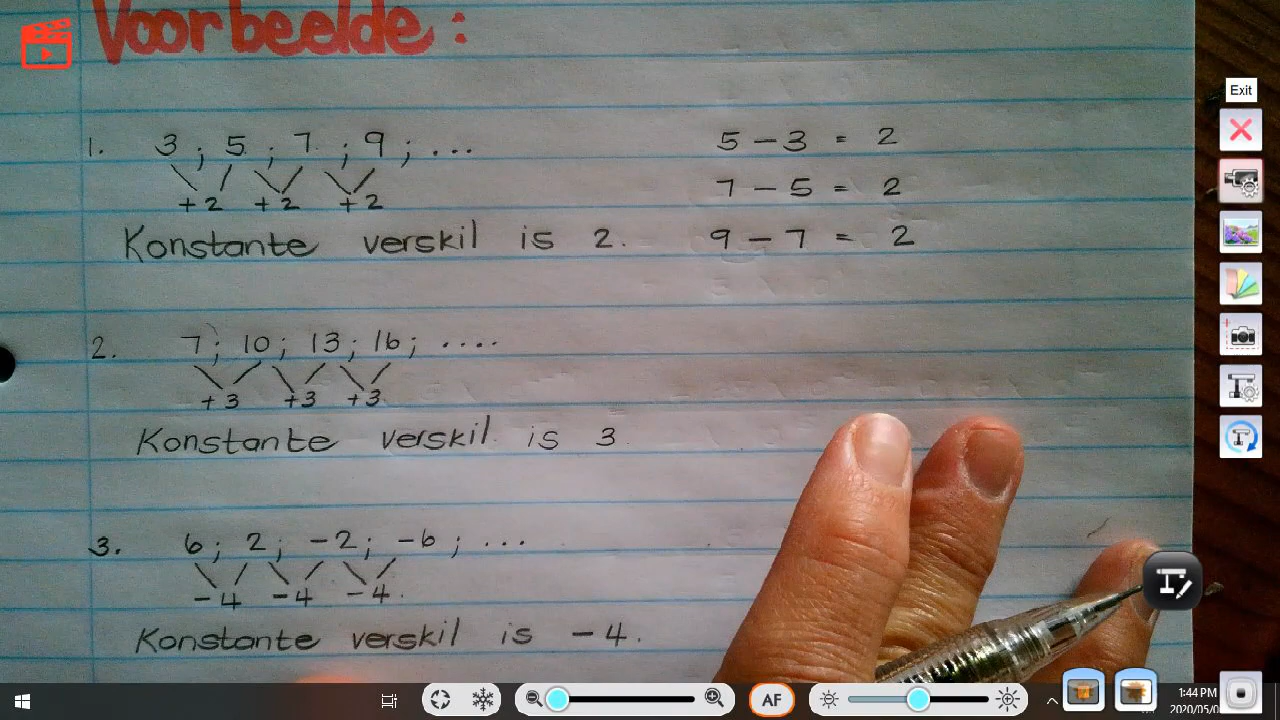 Voorbeelde:
Exit
1. 3 ; 5 ; 7 ; 9 ; ...
5 - 3 = 2
+2 +2 +2
7 - 5 = 2
Konstante verskil is 2.
9 - 7 = 2
2. 7 ; 10 ; 13 ; 16 ; ....
+3 +3 +3
Konstante verskil is 3
3. 6 ; 2 ; -2 ; -6 ; ...
-4 -4 -4.
Konstante verskil is -4.
AF
1:44 PM